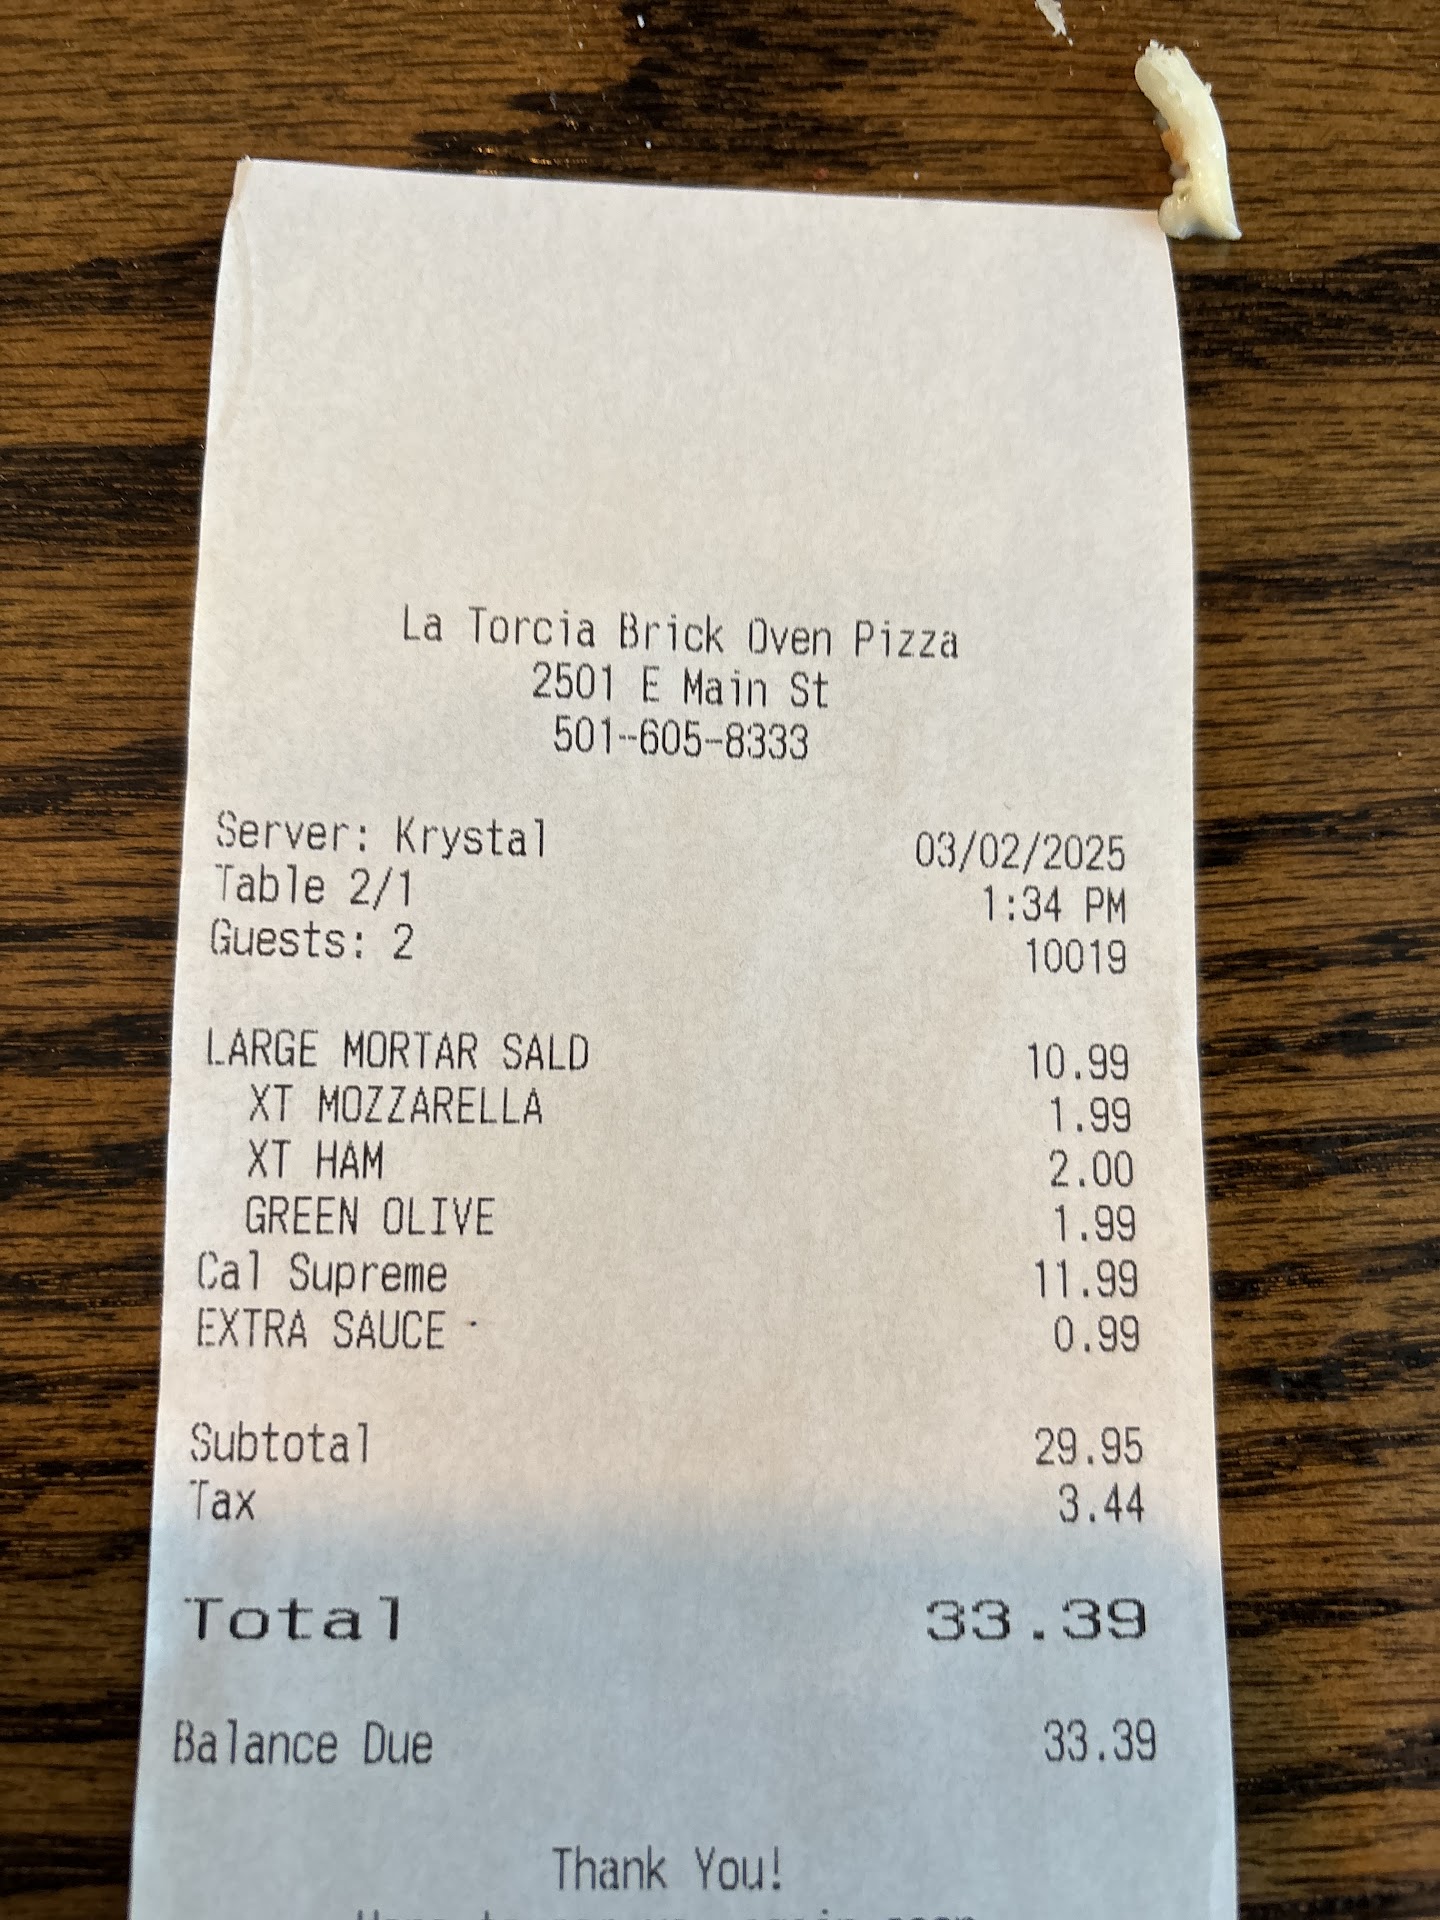 La Torcia Brick Oven Pizza
2501 E Main St
501-605-8333
Server: Krystal 03/02/2025
Table 2/1 1:34 PM
Guests: 2 10019
LARGE MORTAR SALD 10.99
XT MOZZARELLA 1.99
XT HAM 2.00
GREEN OLIVE 1.99
Cal Supreme 11.99
EXTRA SAUCE 0.99
Subtotal 29.95
Tax 3.44
Total 33.39
Balance Due 33.39
Thank You!